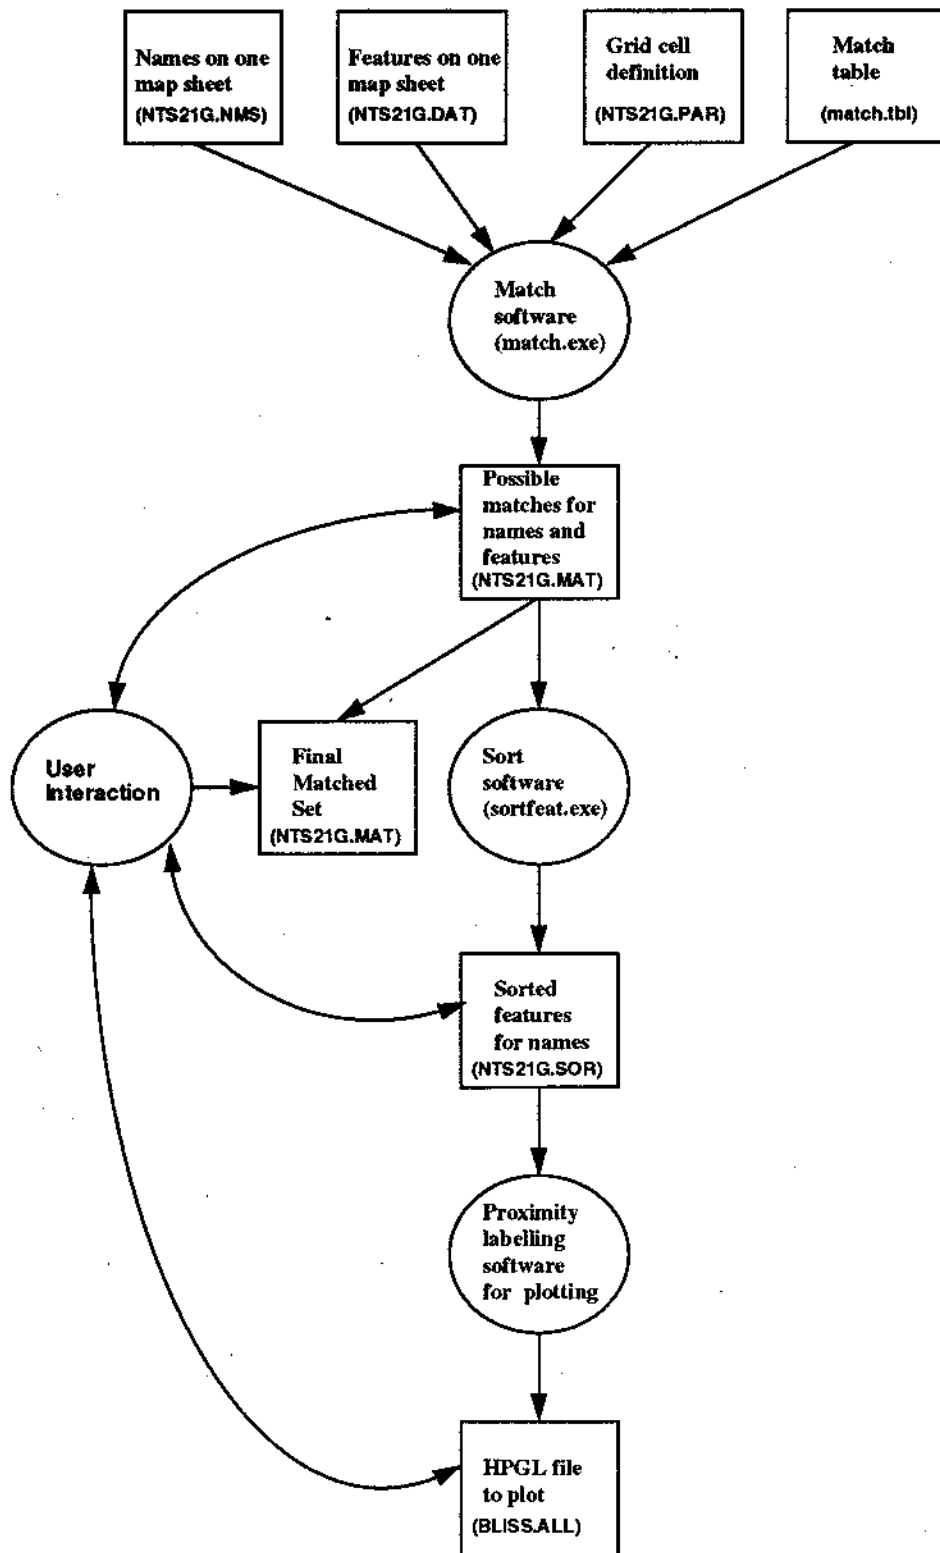 Names on one
map sheet
(NTS21G.NMS)
Features on one
map sheet
(NTS21G.DAT)
Grid cell
definition
(NTS21G.PAR)
Match
table
(match.tbl)
Match
software
(match.exe)
Possible
matches for
names and
features
(NTS21G.MAT)
User
Interaction
Final
Matched
Set
(NTS21G.MAT)
Sort
software
(sortfeat.exe)
Sorted
features
for names
(NTS21G.SOR)
Proximity
labelling
software
for plotting
HPGL file
to plot
(BLISS.ALL)